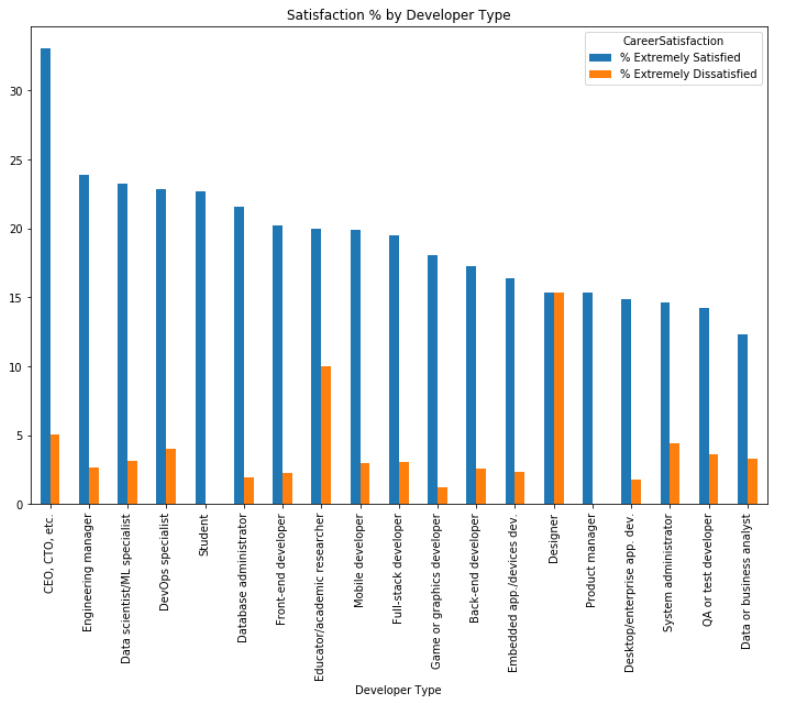 Satisfaction % by Developer Type
CareerSatisfaction
% Extremely Satisfied
% Extremely Dissatisfied
30
25
20
15
10
5
0
CEO, CTO, etc.
Engineering manager
Data scientist/ML specialist
DevOps specialist
Student
Database administrator
Front-end developer
Educator/academic researcher
Mobile developer
Full-stack developer
Game or graphics developer
Back-end developer
Embedded app./devices dev.
Designer
Product manager
Desktop/enterprise app. dev.
System administrator
QA or test developer
Data or business analyst
Developer Type